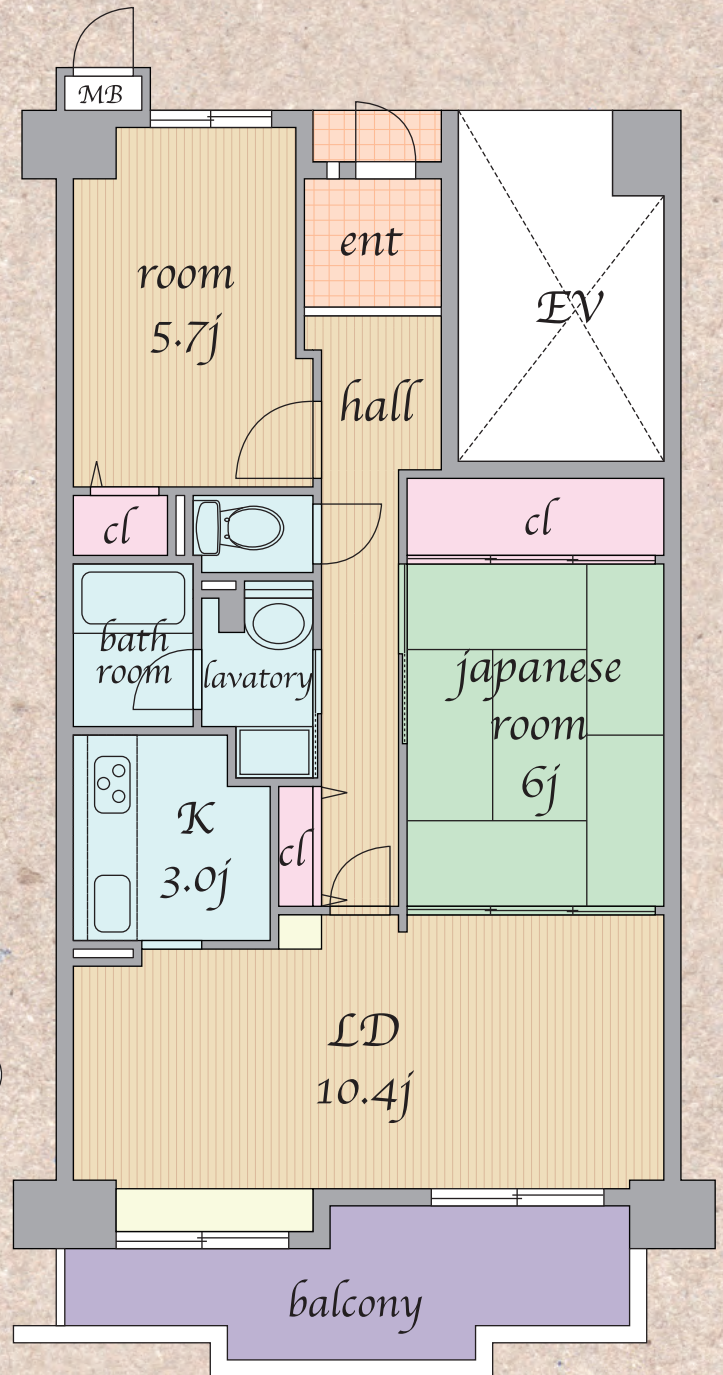 MB
ent
room
5.7j
EV
hall
cl
cl
bath
room
lavatory
japanese
room
6j
K
3.0j
cl
LD
10.4j
balcony